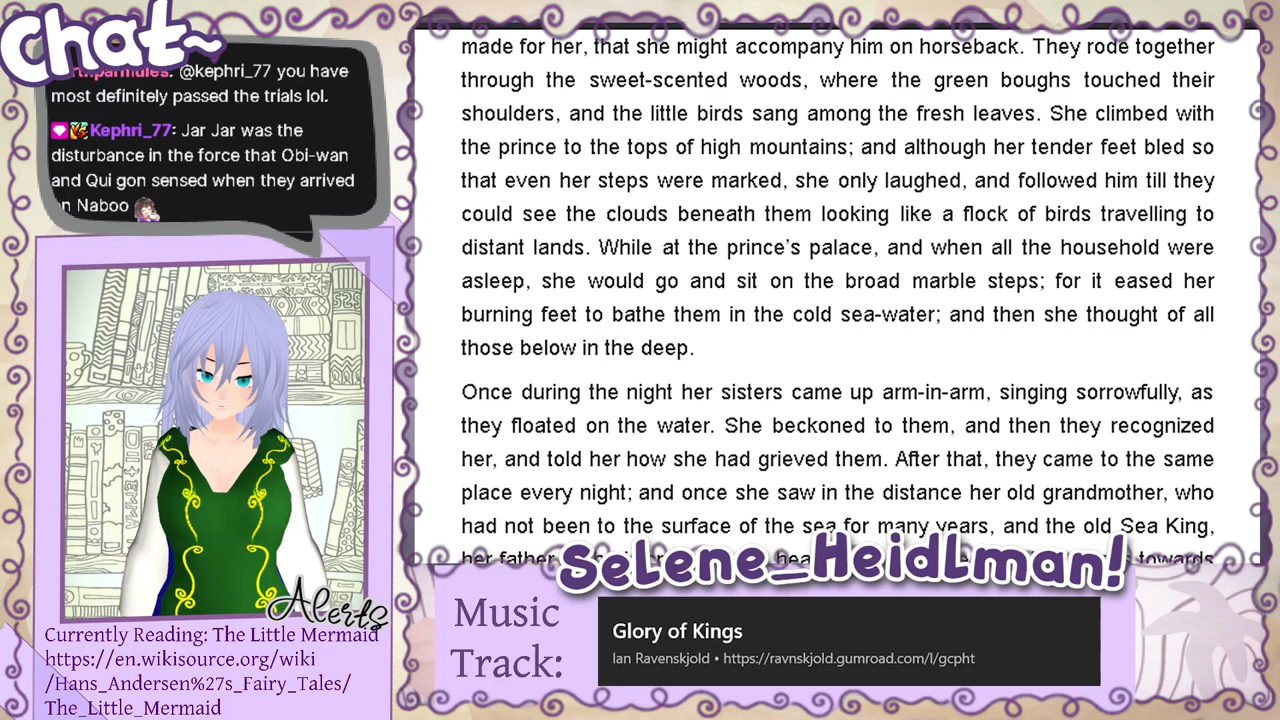 Chat~
@kephri_77 you have
most definitely passed the trials lol.
Kephri_77: Jar Jar was the
disturbance in the force that Obi-wan
and Qui gon sensed when they arrived
on Naboo
made for her, that she might accompany him on horseback. They rode together
through the sweet-scented woods, where the green boughs touched their
shoulders, and the little birds sang among the fresh leaves. She climbed with
the prince to the tops of high mountains; and although her tender feet bled so
that even her steps were marked, she only laughed, and followed him till they
could see the clouds beneath them looking like a flock of birds travelling to
distant lands. While at the prince's palace, and when all the household were
asleep, she would go and sit on the broad marble steps; for it eased her
burning feet to bathe them in the cold sea-water; and then she thought of all
those below in the deep.
Once during the night her sisters came up arm-in-arm, singing sorrowfully, as
they floated on the water. She beckoned to them, and then they recognized
her, and told her how she had grieved them. After that, they came to the same
place every night; and once she saw in the distance her old grandmother, who
had not been to the surface of the sea for many years, and the old Sea King,
her father
towards
Selene_Heidlman!
Alerts
Currently Reading: The Little Mermaid
https://en.wikisource.org/wiki
/Hans_Andersen%27s_Fairy_Tales/
The_Little_Mermaid
Music
Track:
Glory of Kings
Ian Ravenskjold • https://ravnskjold.gumroad.com/l/gcpht